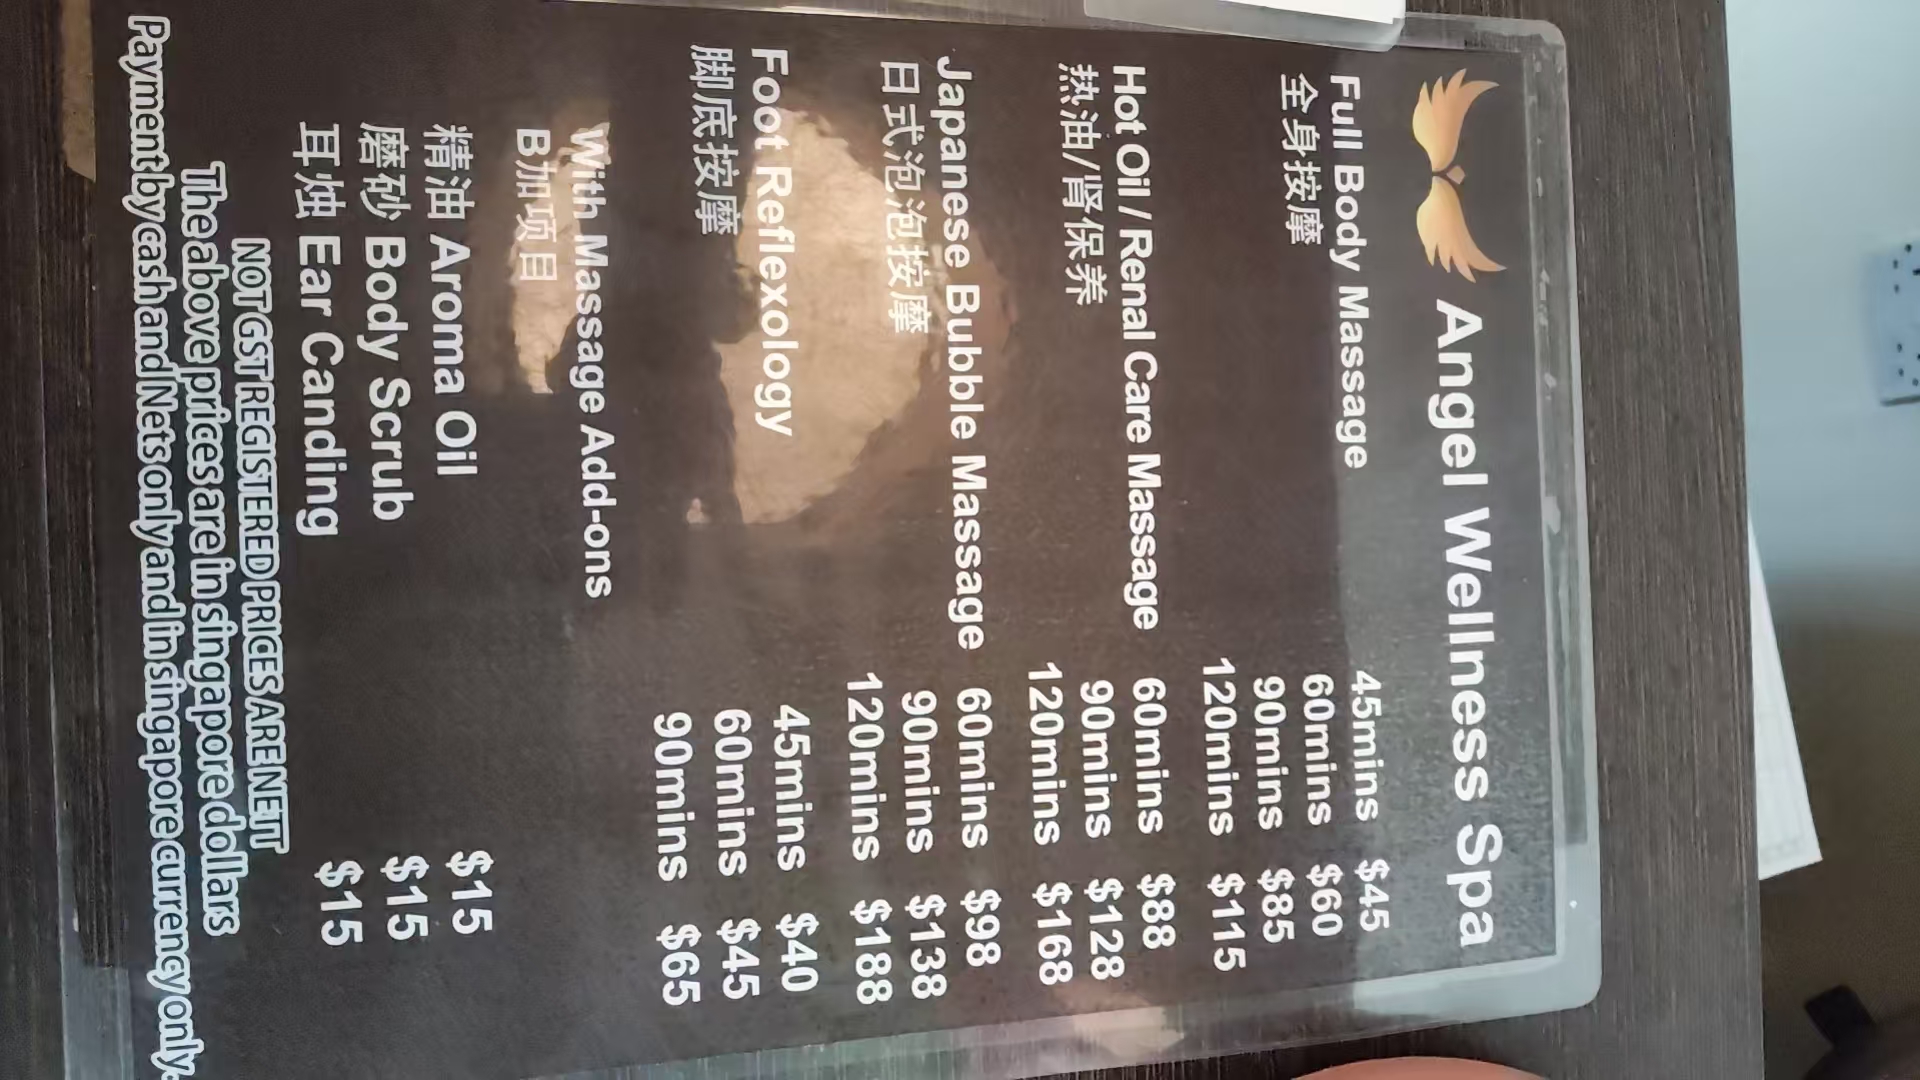 Angel Wellness Spa
Full Body Massage 45mins $45
全身按摩 60mins $60
90mins $85
120mins $115
Hot Oil / Renal Care Massage 60mins $88
热油/肾保养 90mins $128
120mins $168
Japanese Bubble Massage 60mins $98
日式泡泡按摩 90mins $138
120mins $188
Foot Reflexology 45mins $40
脚底按摩 60mins $45
90mins $65
With Massage Add-ons
B加项目
精油 Aroma Oil $15
磨砂 Body Scrub $15
耳烛 Ear Canding $15
NOT GST REGISTERED PRICES ARE NETT
The above prices are in singapore dollars
Payment by cash and Nets only and in singapore currency only.